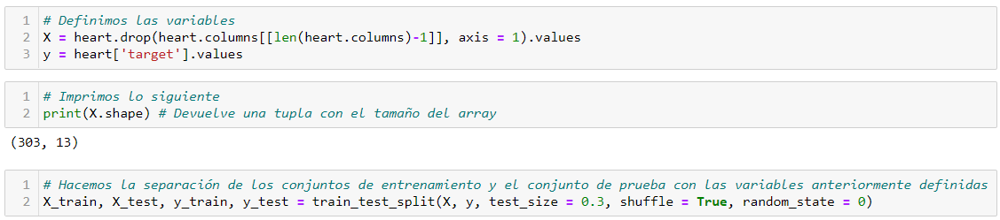 1 # Definimos las variables
2 X = heart.drop(heart.columns[[len(heart.columns)-1]], axis = 1).values
3 y = heart['target'].values
1 # Imprimos lo siguiente
2 print(X.shape) # Devuelve una tupla con el tamaño del array
(303, 13)
1 # Hacemos la separación de los conjuntos de entrenamiento y el conjunto de prueba con las variables anteriormente definidas
2 X_train, X_test, y_train, y_test = train_test_split(X, y, test_size = 0.3, shuffle = True, random_state = 0)